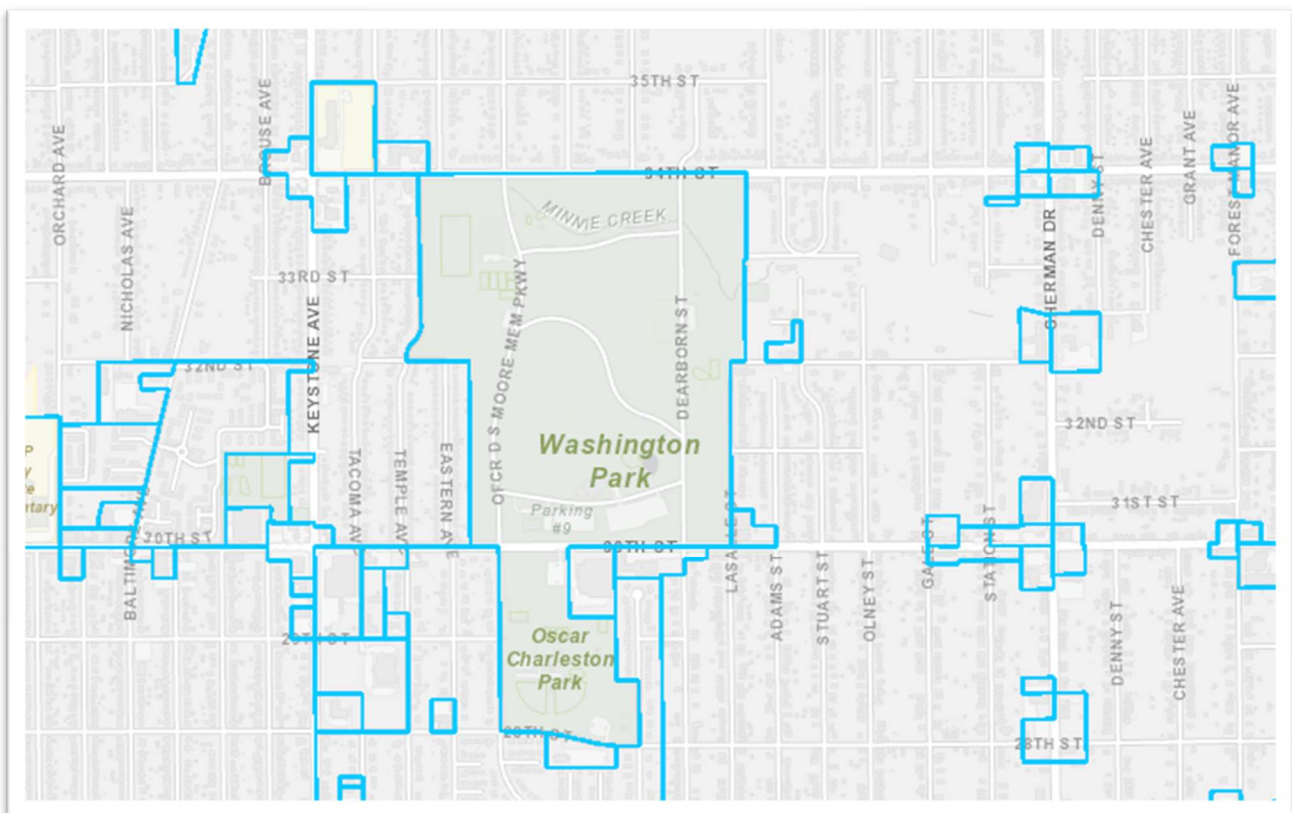 35TH ST
BROUSE AVE
ORCHARD AVE
NICHOLAS AVE
34TH ST
MINNIE CREEK
33RD ST
KEYSTONE AVE
OFCR D S MOORE MEM PKWY
DEARBORN ST
SHERMAN DR
DENNY ST
CHESTER AVE
GRANT AVE
FOREST MANOR AVE
32ND ST
32ND ST
TACOMA AVE
TEMPLE AVE
EASTERN AVE
Washington
Park
Parking
#9
31ST ST
BALTIMORE AVE
30TH ST
30TH ST
LASALLE ST
ADAMS ST
STUART ST
OLNEY ST
GALE ST
STATION ST
DENNY ST
CHESTER AVE
29TH ST
Oscar
Charleston
Park
28TH ST
28TH ST